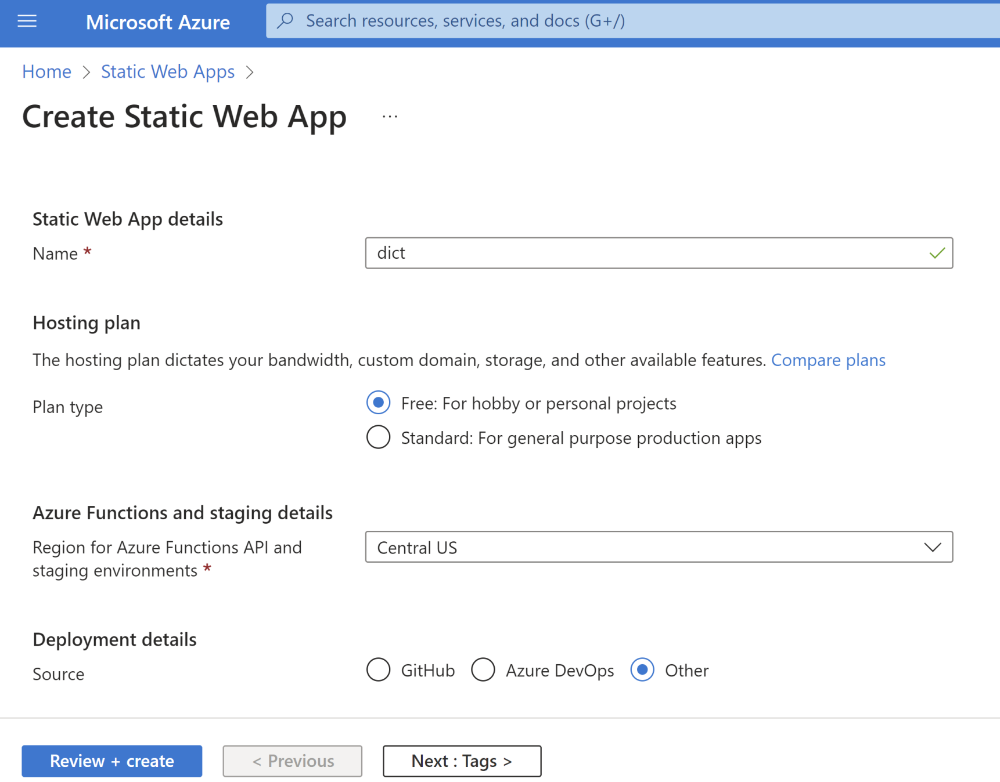 Microsoft Azure
Search resources, services, and docs (G+/)
Home > Static Web Apps >
Create Static Web App ...
Static Web App details
Name *
dict
Hosting plan
The hosting plan dictates your bandwidth, custom domain, storage, and other available features. Compare plans
Plan type
Free: For hobby or personal projects
Standard: For general purpose production apps
Azure Functions and staging details
Region for Azure Functions API and
staging environments *
Central US
Deployment details
Source
GitHub Azure DevOps Other
Review + create < Previous Next : Tags >